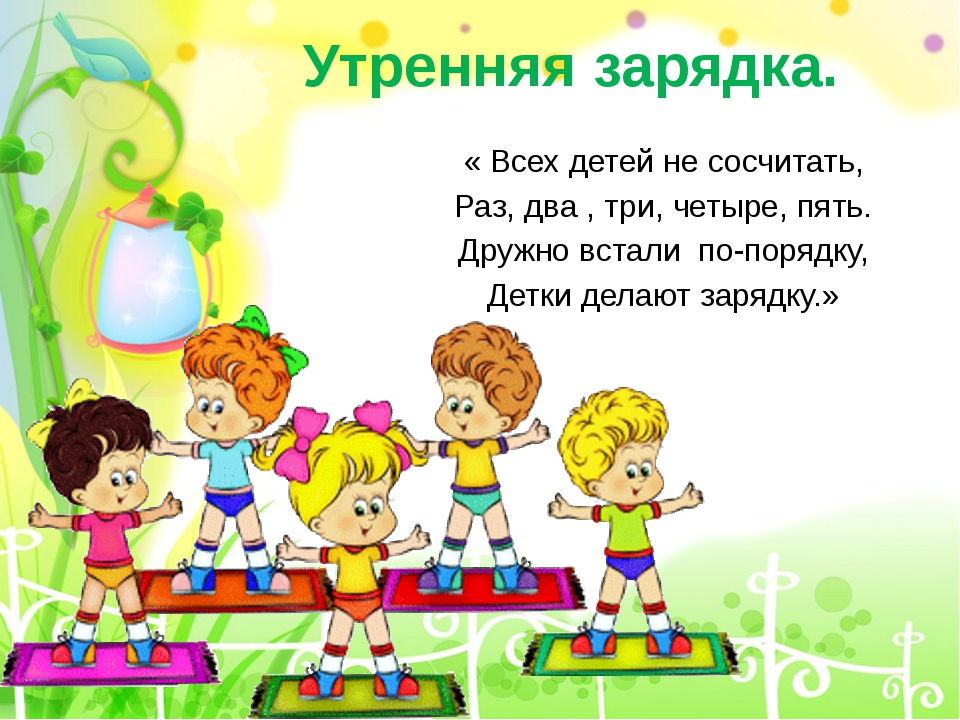 Утренняя зарядка.
« Всех детей не сосчитать,
Раз, два , три, четыре, пять.
Дружно встали  по-порядку,
Детки делают зарядку.»